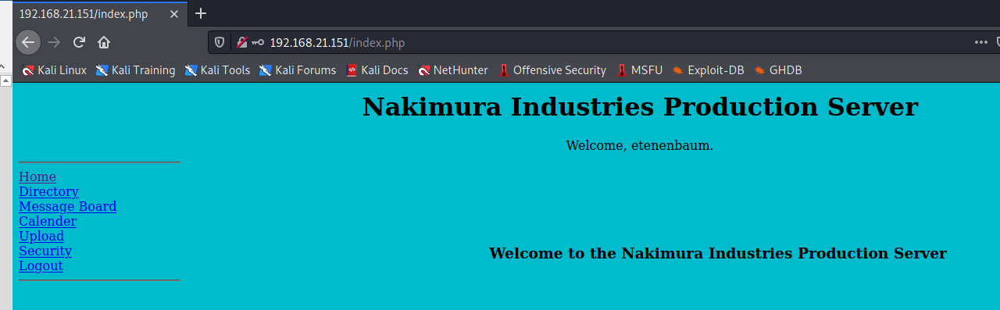 192.168.21.151/index.php
192.168.21.151/index.php
Kali Linux Kali Training Kali Tools Kali Forums Kali Docs NetHunter Offensive Security MSFU Exploit-DB GHDB
Nakimura Industries Production Server
Welcome, etenenbaum.
Home
Directory
Message Board
Calender
Upload
Security
Logout
Welcome to the Nakimura Industries Production Server